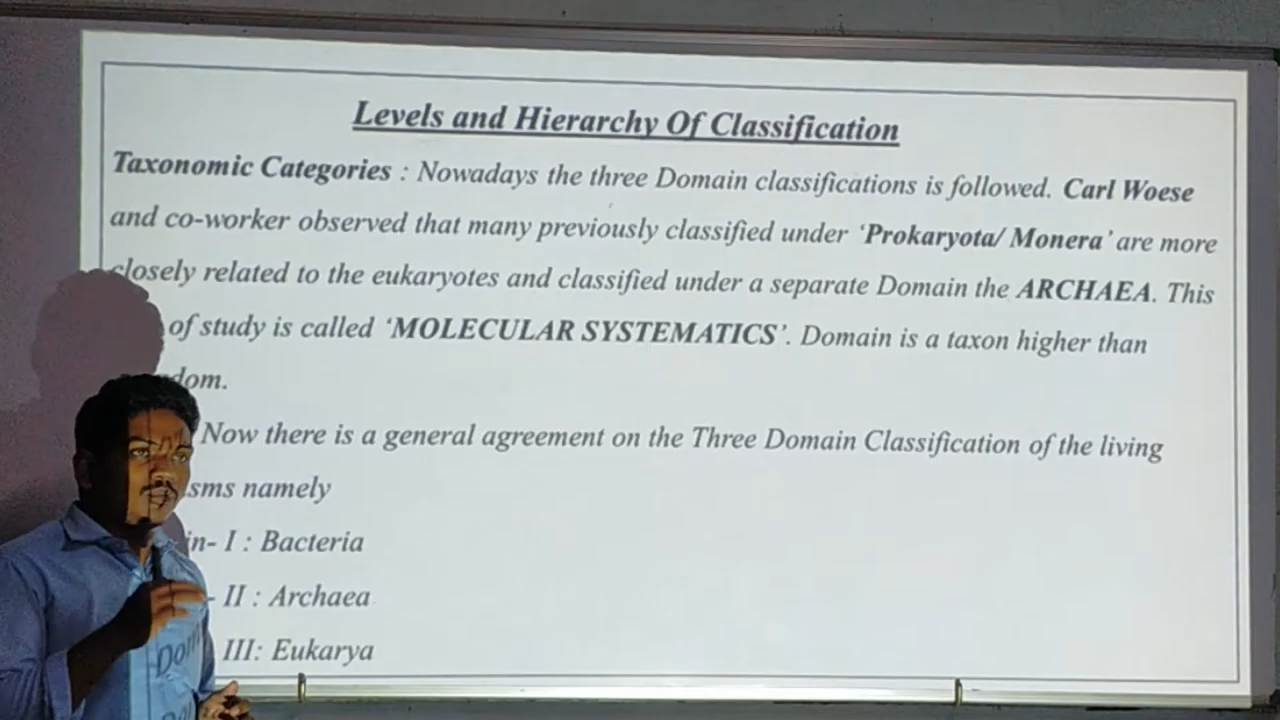 Levels and Hierarchy Of Classification
Taxonomic Categories : Nowadays the three Domain classifications is followed. Carl Woese
and co-worker observed that many previously classified under ‘Prokaryota/ Monera’ are more
closely related to the eukaryotes and classified under a separate Domain the ARCHAEA. This
of study is called ‘MOLECULAR SYSTEMATICS’. Domain is a taxon higher than
dom.
Now there is a general agreement on the Three Domain Classification of the living
sms namely
in- I : Bacteria
- II : Archaea
III: Eukarya